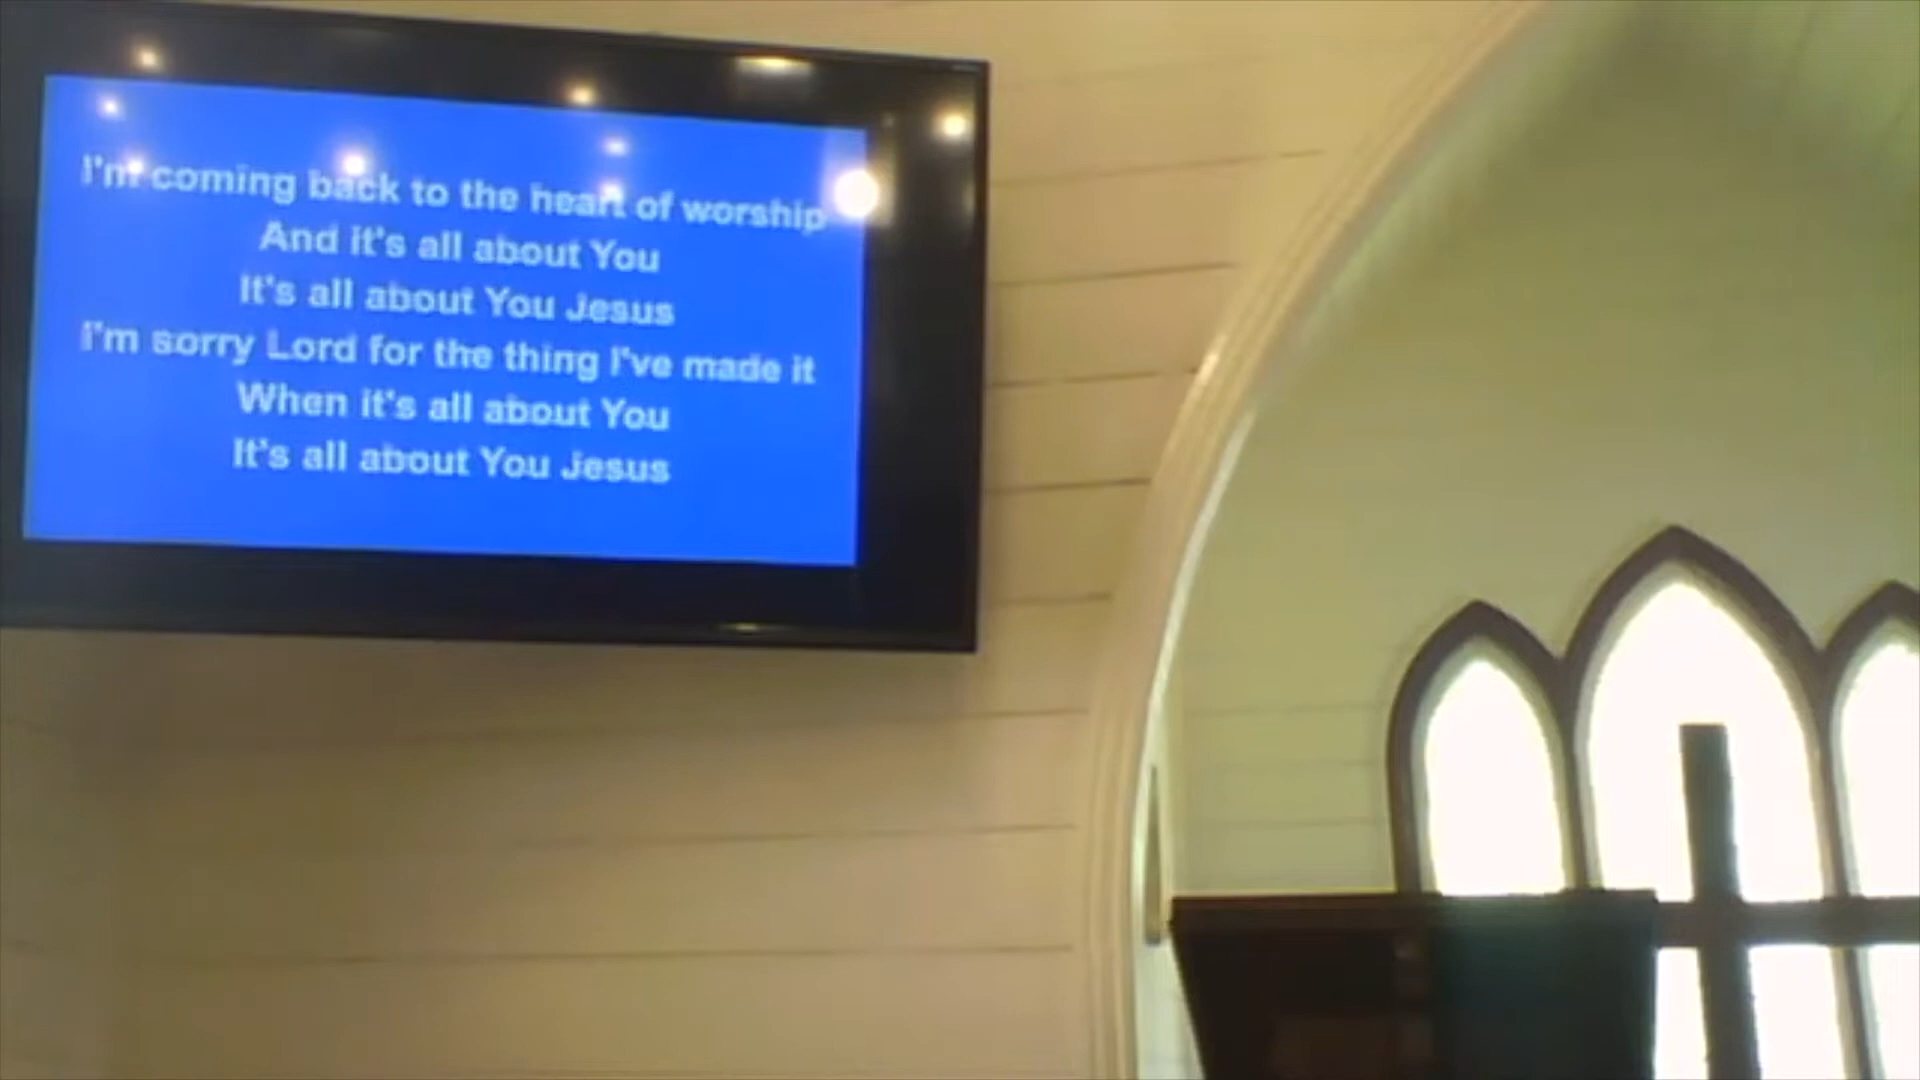 I'm coming back to the heart of worship
And it's all about You
It's all about You Jesus
I'm sorry Lord for the thing I've made it
When it's all about You
It's all about You Jesus